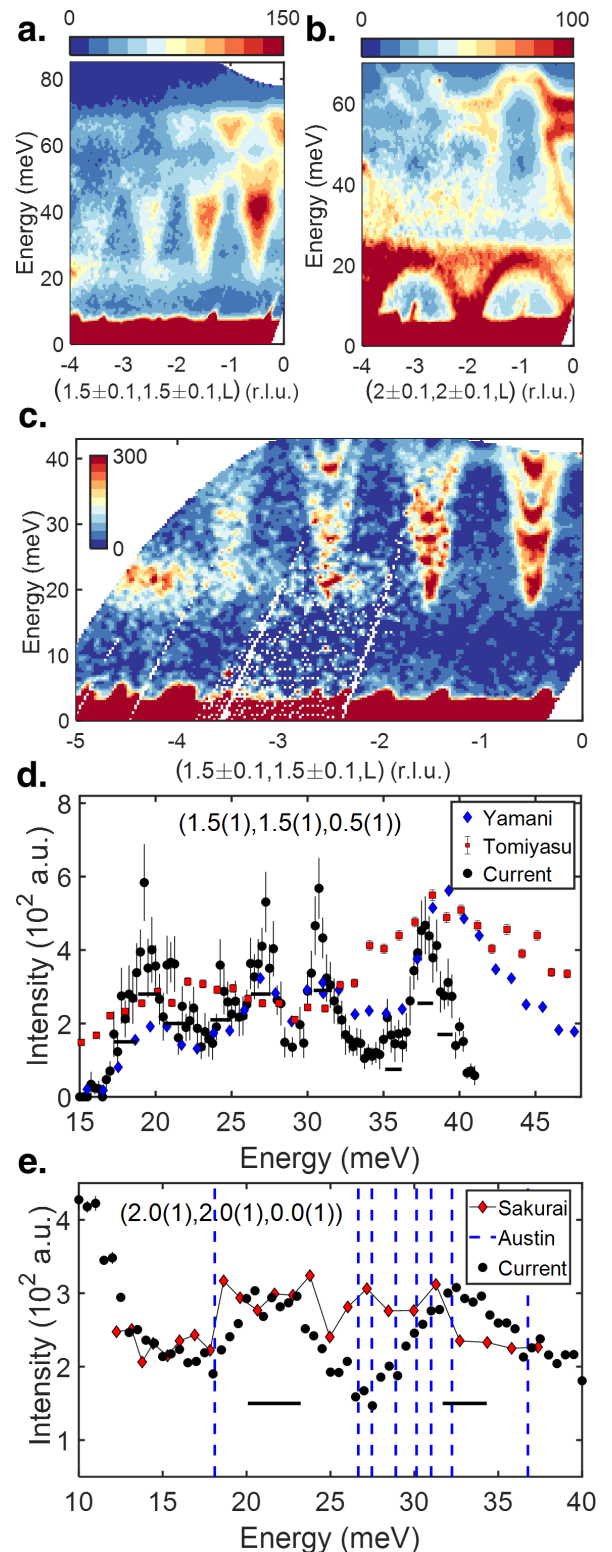 a.
0 150
80
60
40
20
0
Energy (meV)
-4 -3 -2 -1 0
(1.5±0.1,1.5±0.1,L) (r.l.u.)
b.
0 100
60
40
20
0
Energy (meV)
-4 -3 -2 -1 0
(2±0.1,2±0.1,L) (r.l.u.)
c.
300
0
40
30
20
10
0
Energy (meV)
-5 -4 -3 -2 -1 0
(1.5±0.1,1.5±0.1,L) (r.l.u.)
d.
(1.5(1),1.5(1),0.5(1))
Yamani
Tomiyasu
Current
8
6
4
2
0
Intensity (10² a.u.)
15 20 25 30 35 40 45
Energy (meV)
e.
(2.0(1),2.0(1),0.0(1))
Sakurai
Austin
Current
4
3
2
1
Intensity (10² a.u.)
10 15 20 25 30 35 40
Energy (meV)